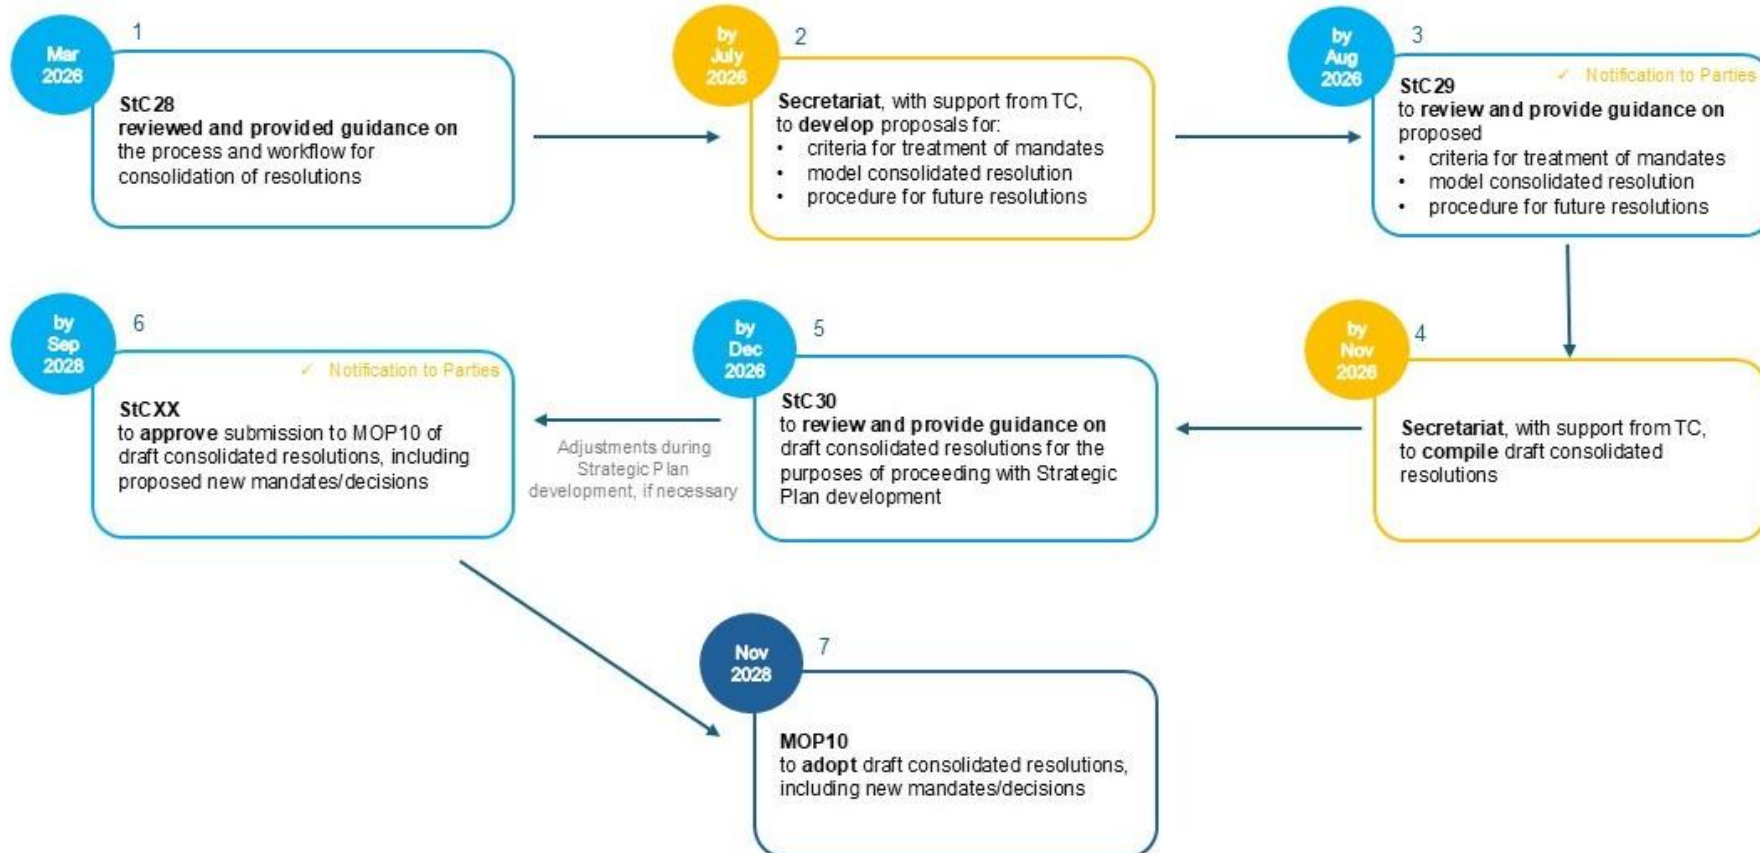 Mar
2026
1
StC28
reviewed and provided guidance on
the process and workflow for
consolidation of resolutions
by
July
2026
2
Secretariat, with support from TC,
to develop proposals for:
• criteria for treatment of mandates
• model consolidated resolution
• procedure for future resolutions
by
Aug
2026
3
✓ Notification to Parties
StC29
to review and provide guidance on
proposed
• criteria for treatment of mandates
• model consolidated resolution
• procedure for future resolutions
by
Nov
2026
4
Secretariat, with support from TC,
to compile draft consolidated
resolutions
by
Dec
2026
5
StC30
to review and provide guidance on
draft consolidated resolutions for the
purposes of proceeding with Strategic
Plan development
Adjustments during
Strategic Plan
development, if necessary
by
Sep
2028
6
✓ Notification to Parties
StCXX
to approve submission to MOP10 of
draft consolidated resolutions, including
proposed new mandates/decisions
Nov
2028
7
MOP10
to adopt draft consolidated resolutions,
including new mandates/decisions